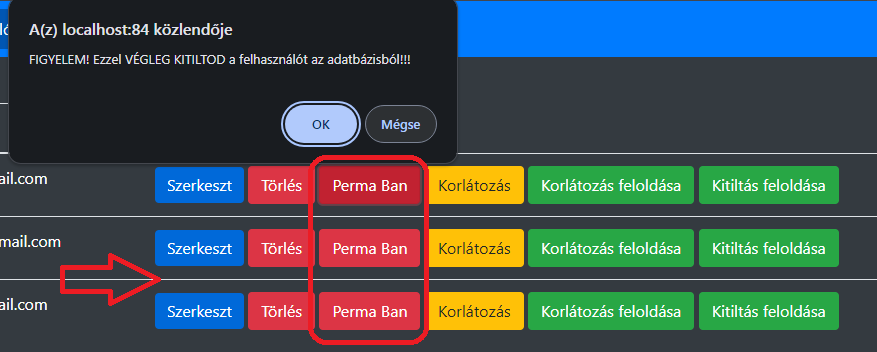 A(z) localhost:84 közlendője
FIGYELEM! Ezzel VÉGLEG KITILTOD a felhasználót az adatbázisból!!!
OK Mégse
ail.com Szerkeszt Törlés Perma Ban Korlátozás Korlátozás feloldása Kitiltás feloldása
mail.com Szerkeszt Törlés Perma Ban Korlátozás Korlátozás feloldása Kitiltás feloldása
ail.com Szerkeszt Törlés Perma Ban Korlátozás Korlátozás feloldása Kitiltás feloldása